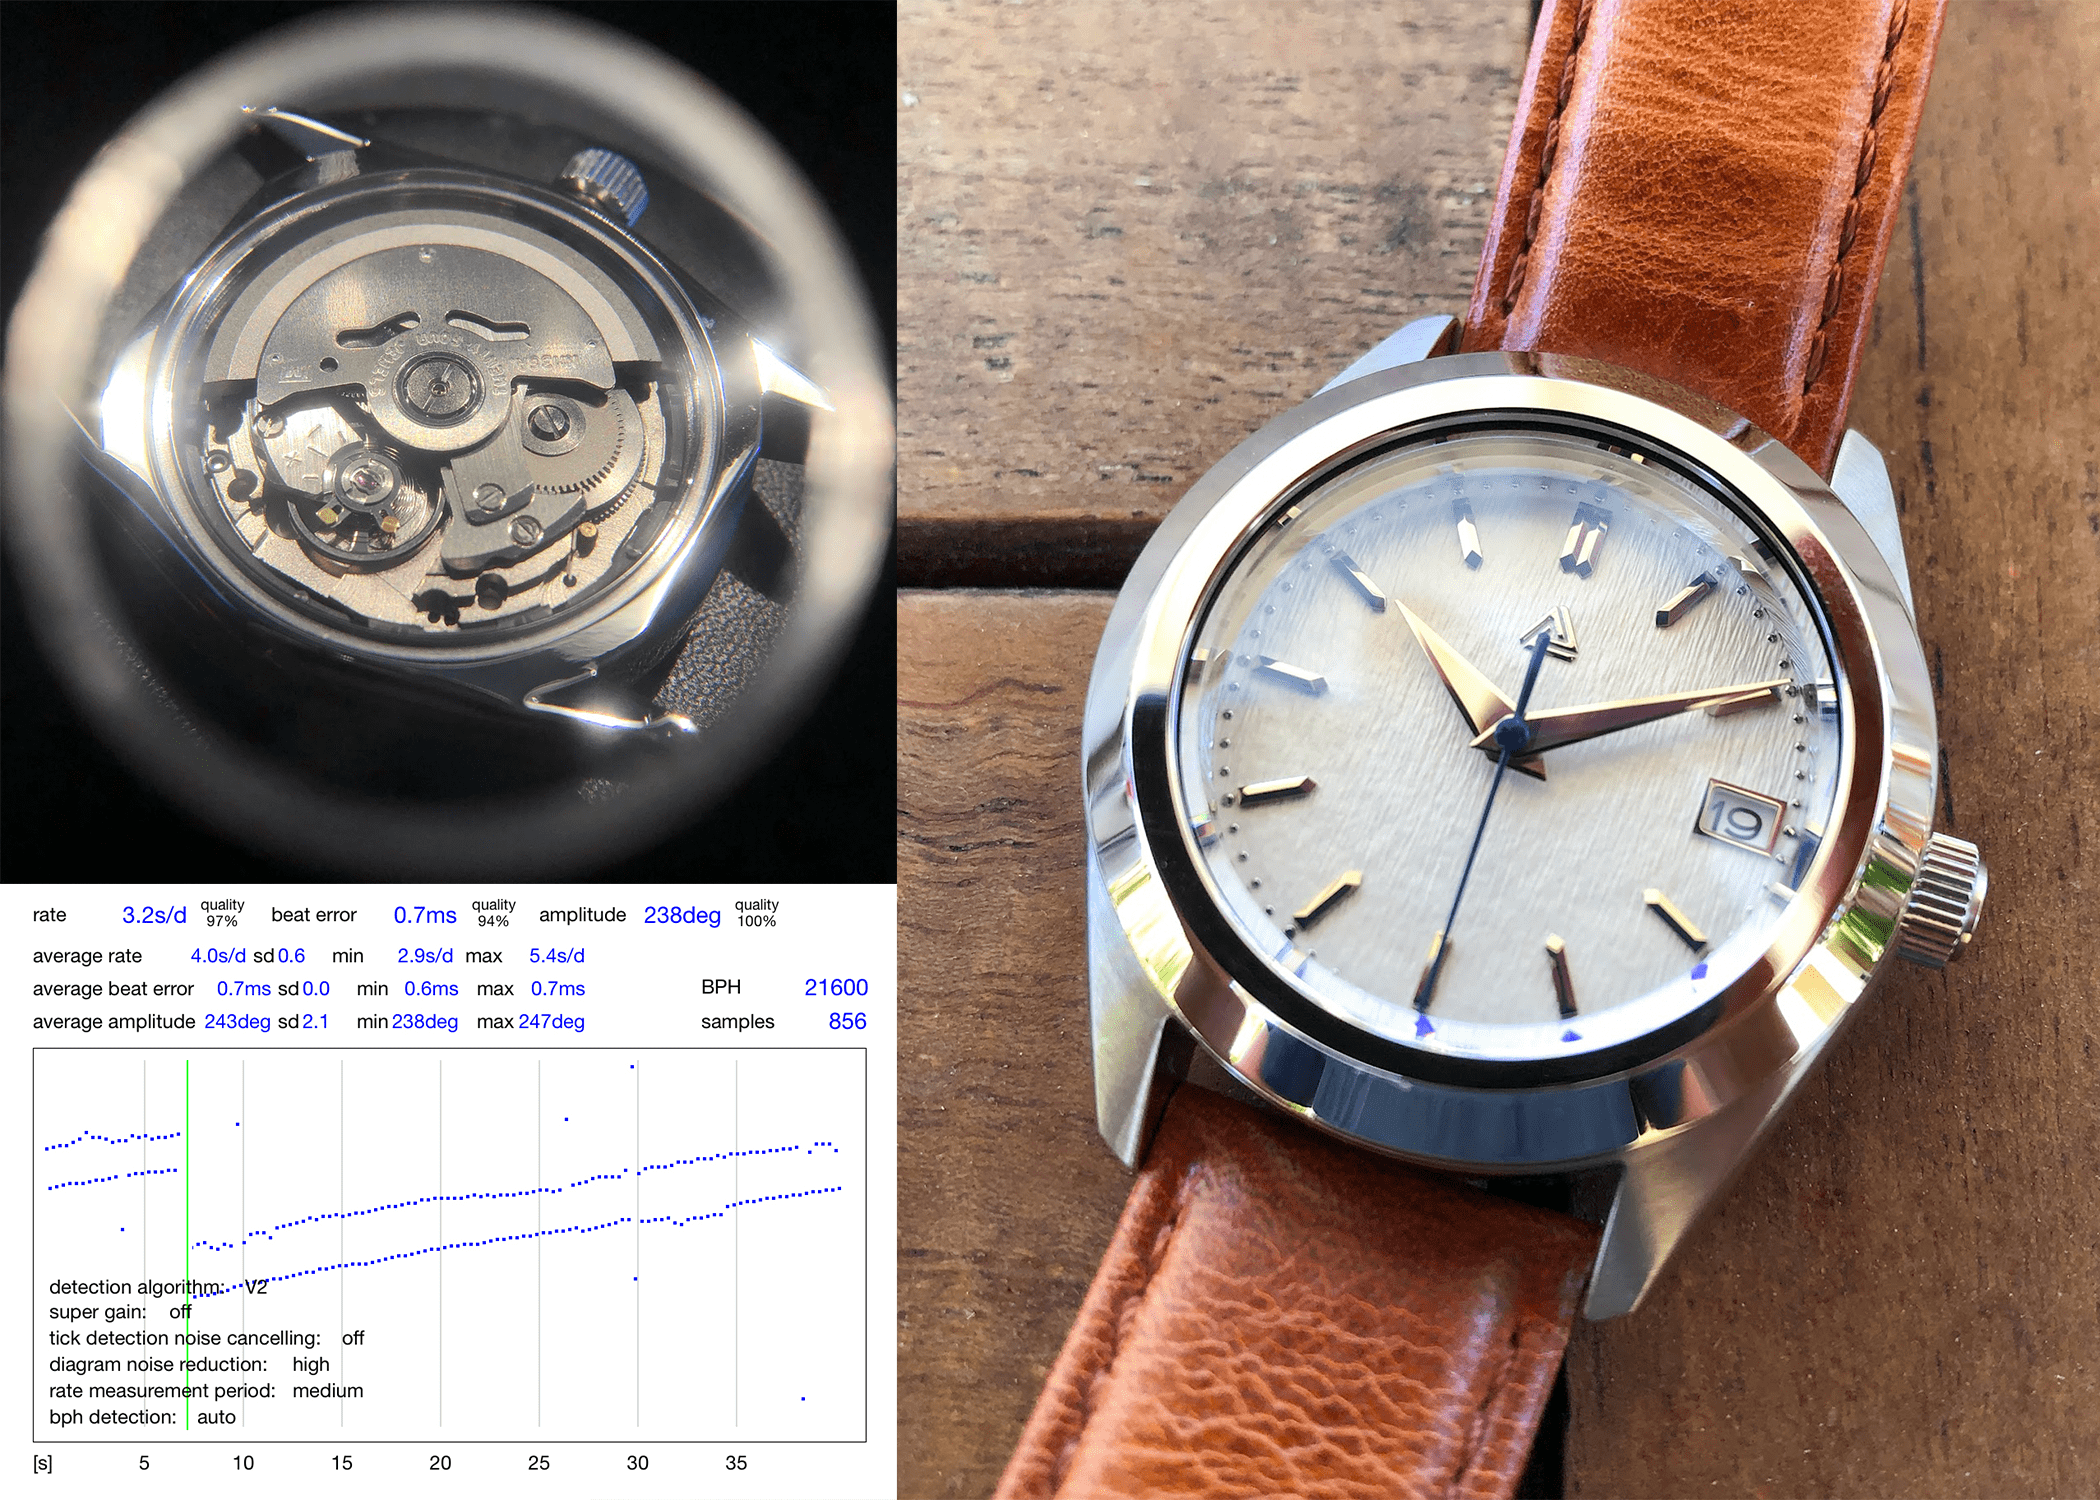 TWENTY FOUR JEWELS
rate 3.2s/d quality 97% beat error 0.7ms quality 94% amplitude 238deg quality 100%
average rate 4.0s/d sd 0.6 min 2.9s/d max 5.4s/d
average beat error 0.7ms sd 0.0 min 0.6ms max 0.7ms BPH 21600
average amplitude 243deg sd 2.1 min 238deg max 247deg samples 856
detection algorithm: V2
super gain: off
tick detection noise cancelling: off
diagram noise reduction: high
rate measurement period: medium
bph detection: auto
[s] 5 10 15 20 25 30 35
19